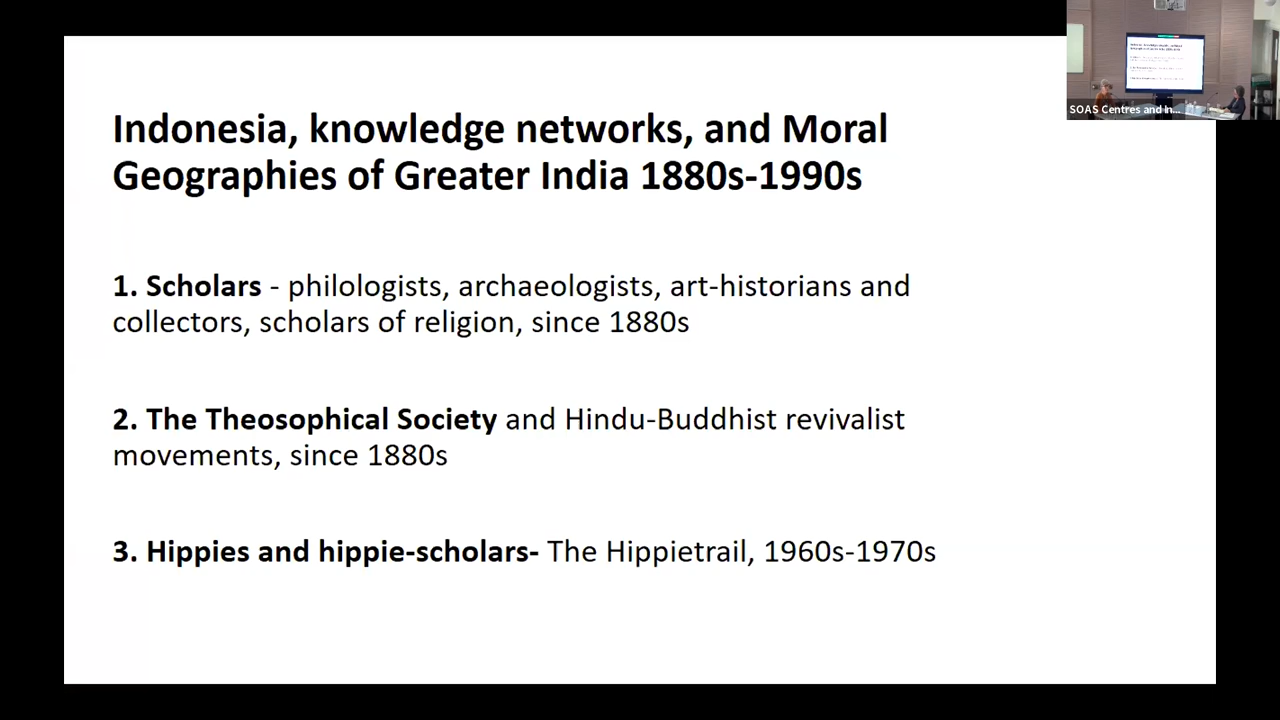 Indonesia, knowledge networks, and Moral
Geographies of Greater India 1880s-1990s
1. Scholars - philologists, archaeologists, art-historians and
collectors, scholars of religion, since 1880s
2. The Theosophical Society and Hindu-Buddhist revivalist
movements, since 1880s
3. Hippies and hippie-scholars- The Hippietrail, 1960s-1970s
SOAS Centres and In...